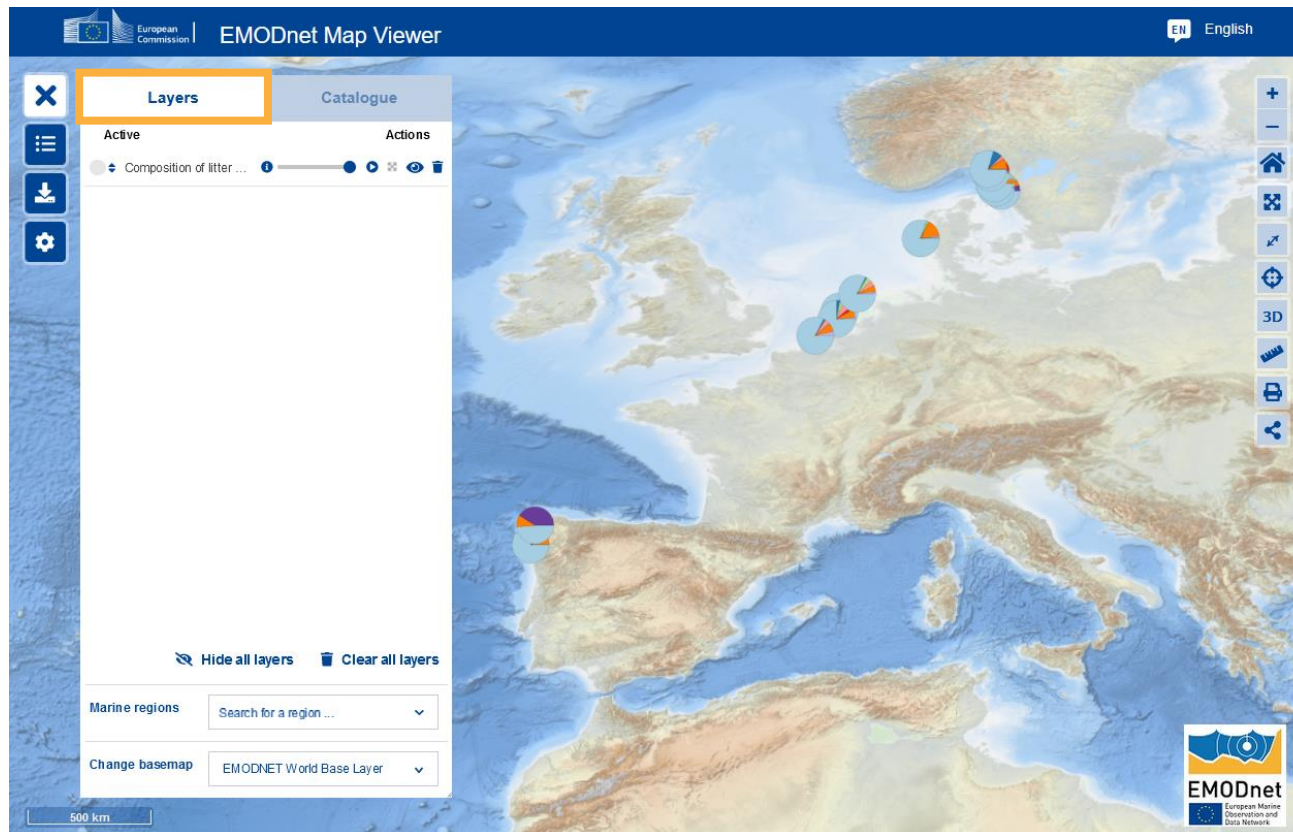 European
Commission
EMODnet Map Viewer
EN English
Layers
Catalogue
Active
Actions
Composition of litter ...
3D
Hide all layers
Clear all layers
Marine regions
Search for a region ...
Change basemap
EMODNET World Base Layer
500 km
EMODnet
European Marine
Observation and
Data Network